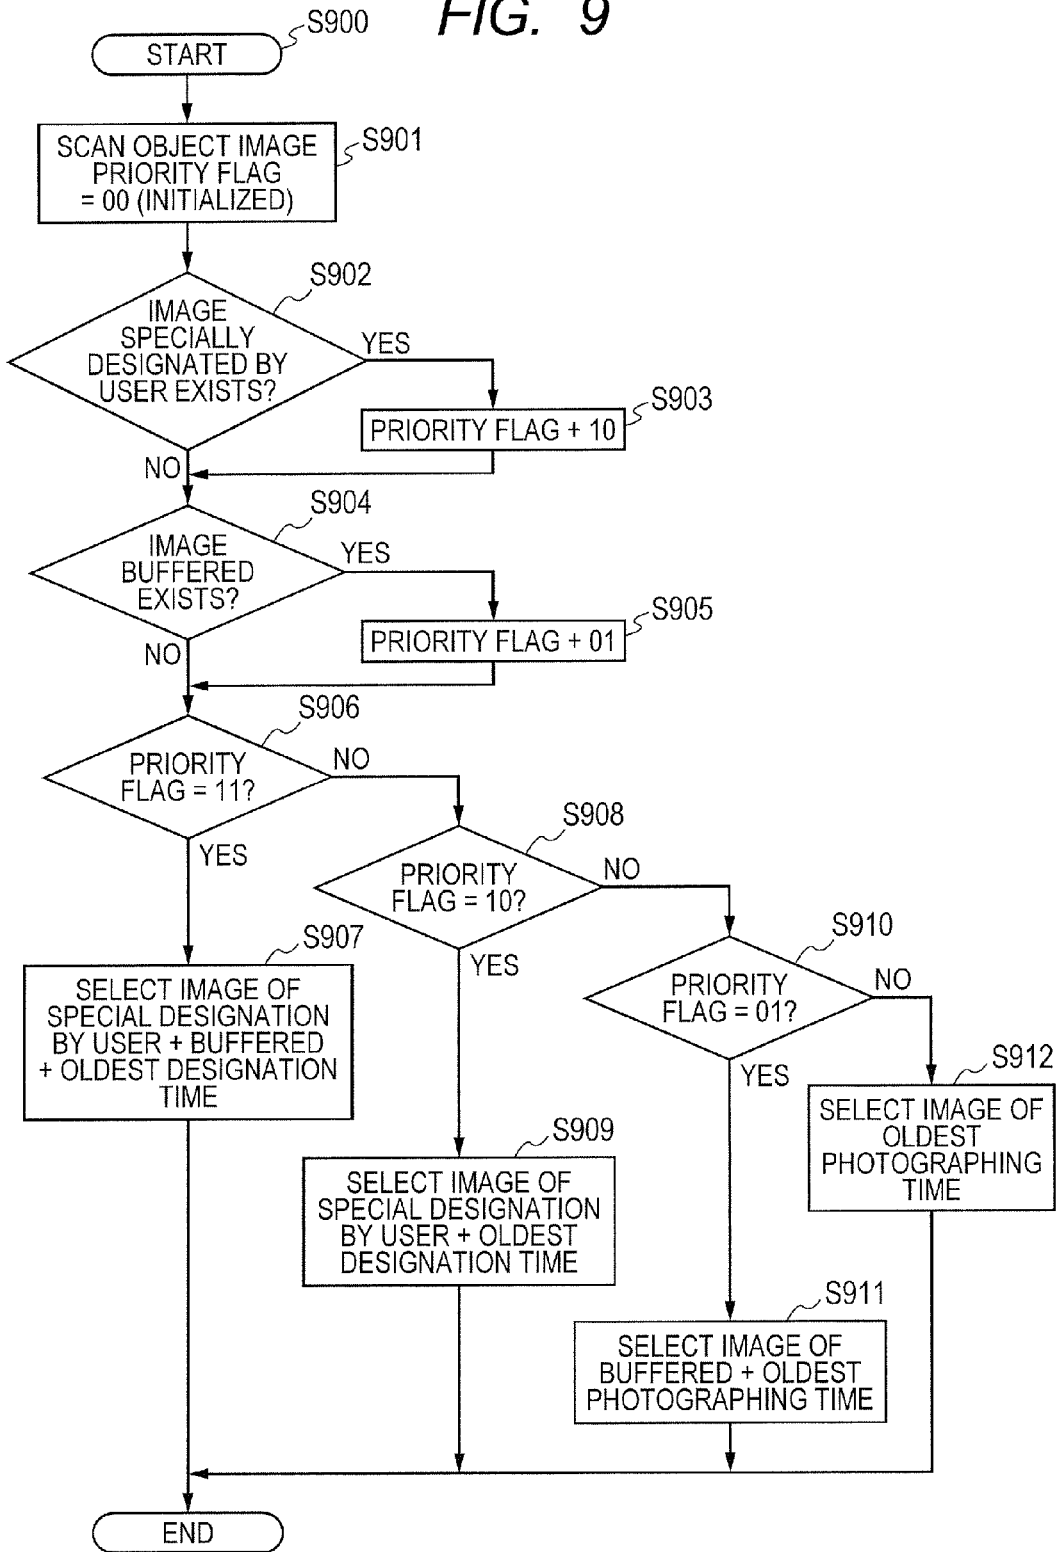 FIG. 9
S900
START
S901
SCAN OBJECT IMAGE
PRIORITY FLAG
= 00 (INITIALIZED)
S902
IMAGE
SPECIALLY
DESIGNATED BY
USER EXISTS?
YES
S903
PRIORITY FLAG + 10
NO
S904
IMAGE
BUFFERED
EXISTS?
YES
S905
PRIORITY FLAG + 01
NO
S906
PRIORITY
FLAG = 11?
NO
YES
S908
PRIORITY
FLAG = 10?
NO
YES
S910
PRIORITY
FLAG = 01?
NO
YES
S907
SELECT IMAGE OF
SPECIAL DESIGNATION
BY USER + BUFFERED
+ OLDEST DESIGNATION
TIME
S912
SELECT IMAGE OF
OLDEST
PHOTOGRAPHING
TIME
S909
SELECT IMAGE OF
SPECIAL DESIGNATION
BY USER + OLDEST
DESIGNATION TIME
S911
SELECT IMAGE OF
BUFFERED + OLDEST
PHOTOGRAPHING TIME
END